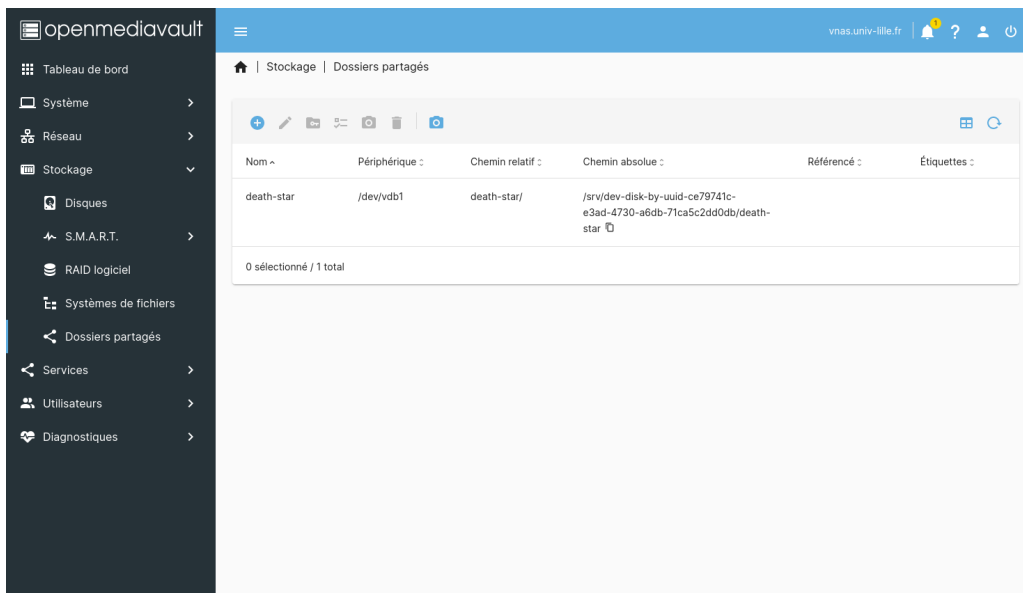 openmediavault
vnas.univ-lille.fr
1
?
Tableau de bord
Système
Réseau
Stockage
Disques
S.M.A.R.T.
RAID logiciel
Systèmes de fichiers
Dossiers partagés
Services
Utilisateurs
Diagnostiques
| Stockage | Dossiers partagés
Nom Périphérique Chemin relatif Chemin absolue Référencé Étiquettes
death-star /dev/vdb1 death-star/ /srv/dev-disk-by-uuid-ce79741c-
e3ad-4730-a6db-71ca5c2dd0db/death-
star
0 sélectionné / 1 total